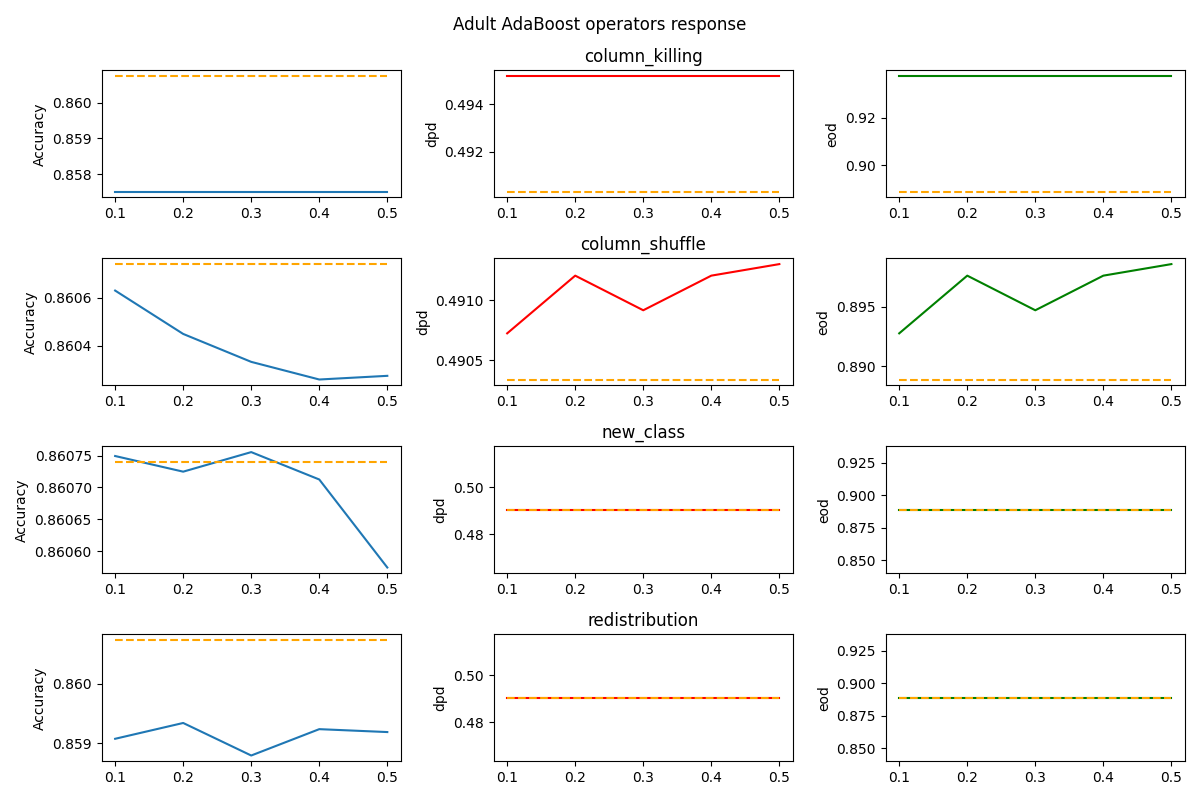 Adult AdaBoost operators response
column_killing
Accuracy
0.860
0.859
0.858
0.1 0.2 0.3 0.4 0.5
dpd
0.494
0.492
0.1 0.2 0.3 0.4 0.5
eod
0.92
0.90
0.1 0.2 0.3 0.4 0.5
column_shuffle
Accuracy
0.8606
0.8604
0.1 0.2 0.3 0.4 0.5
dpd
0.4910
0.4905
0.1 0.2 0.3 0.4 0.5
eod
0.895
0.890
0.1 0.2 0.3 0.4 0.5
new_class
Accuracy
0.86075
0.86070
0.86065
0.86060
0.1 0.2 0.3 0.4 0.5
dpd
0.50
0.48
0.1 0.2 0.3 0.4 0.5
eod
0.925
0.900
0.875
0.850
0.1 0.2 0.3 0.4 0.5
redistribution
Accuracy
0.860
0.859
0.1 0.2 0.3 0.4 0.5
dpd
0.50
0.48
0.1 0.2 0.3 0.4 0.5
eod
0.925
0.900
0.875
0.850
0.1 0.2 0.3 0.4 0.5